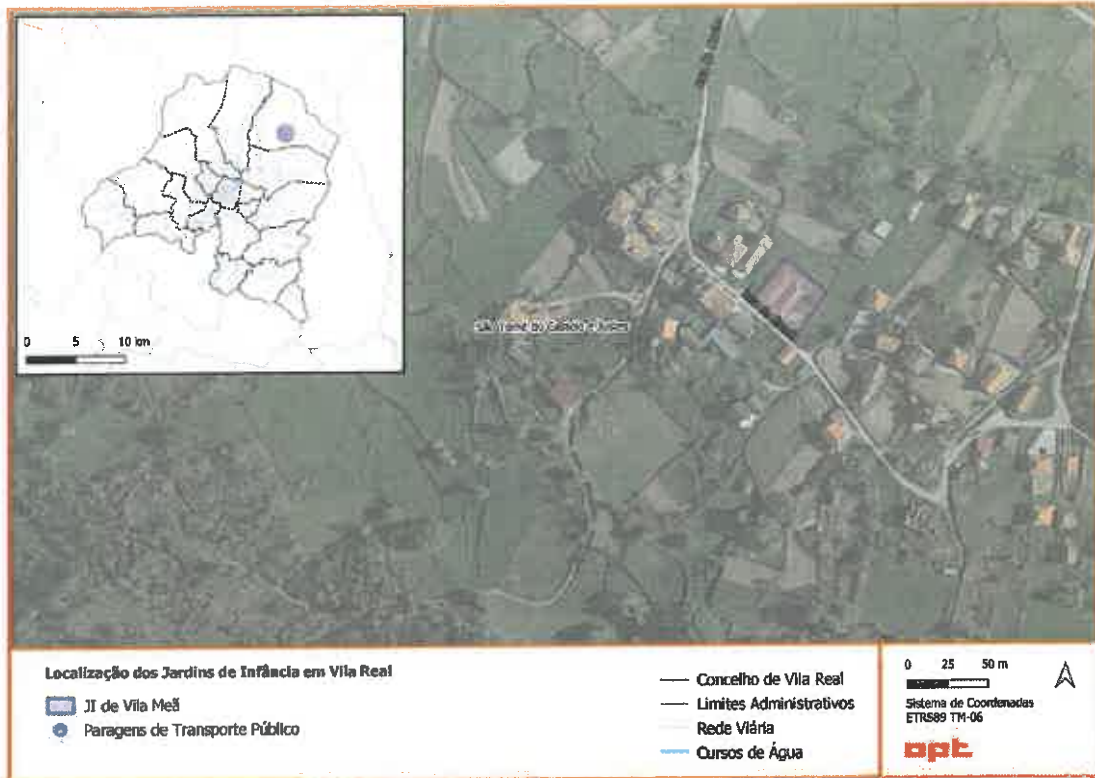 0 5 10 km
Localização dos Jardins de Infância em Vila Real
JI de Vila Meã
Paragens de Transporte Público
Concelho de Vila Real
Limites Administrativos
Rede Viária
Cursos de Água
0 25 50 m
Sistema de Coordenadas
ETRS89 TM-06
opt